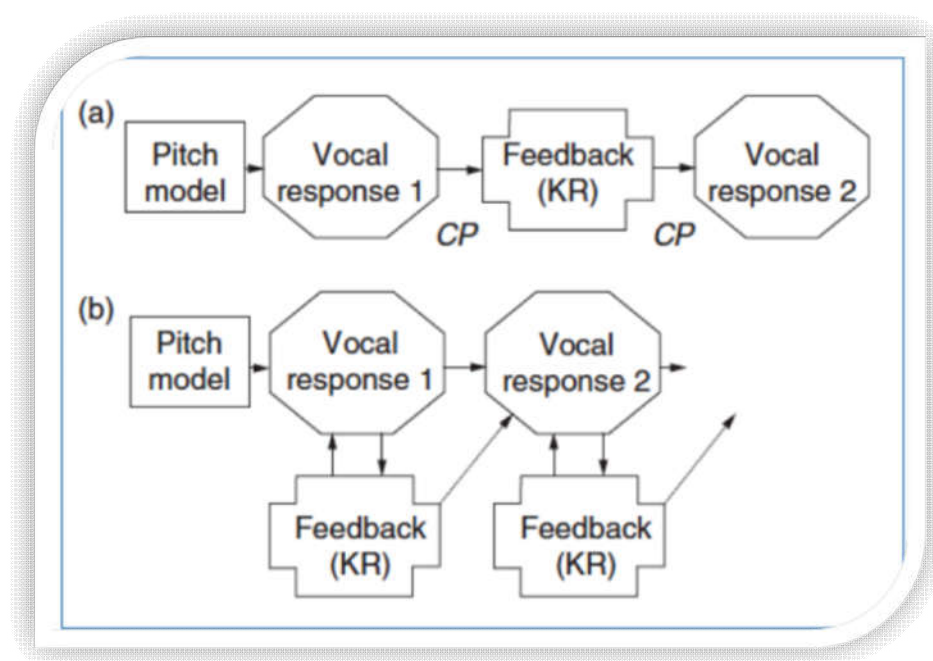 (a)
Pitch
model
Vocal
response 1
CP
Feedback
(KR)
CP
Vocal
response 2
(b)
Pitch
model
Vocal
response 1
Vocal
response 2
Feedback
(KR)
Feedback
(KR)